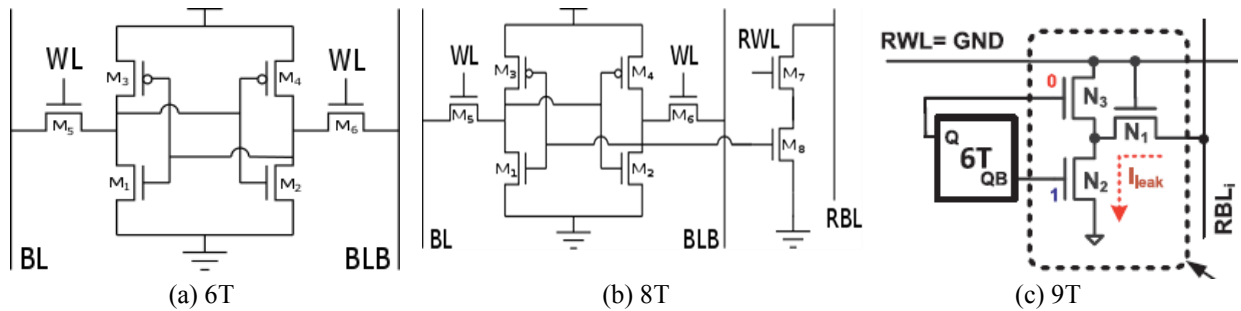 WL
M3
M4
WL
M5
M6
M1
M2
BL
BLB
(a) 6T
WL
M3
M4
WL
RWL
M7
M5
M6
M8
M1
M2
BL
BLB
RBL
(b) 8T
RWL= GND
0
N3
N1
Q
6T
QB
1
N2
Ileak
RBLi
(c) 9T